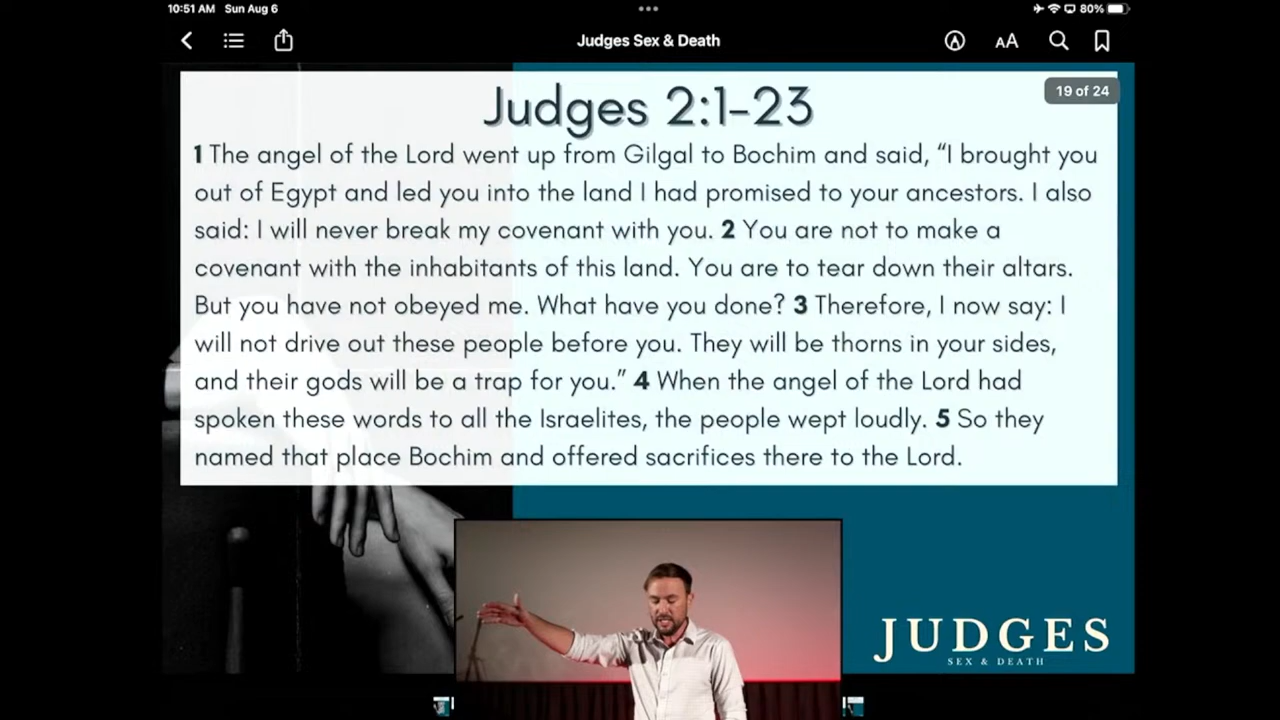 10:51 AM Sun Aug 6
80%
Judges Sex & Death
AA
19 of 24
Judges 2:1-23
1 The angel of the Lord went up from Gilgal to Bochim and said, “I brought you
out of Egypt and led you into the land I had promised to your ancestors. I also
said: I will never break my covenant with you. 2 You are not to make a
covenant with the inhabitants of this land. You are to tear down their altars.
But you have not obeyed me. What have you done? 3 Therefore, I now say: I
will not drive out these people before you. They will be thorns in your sides,
and their gods will be a trap for you.” 4 When the angel of the Lord had
spoken these words to all the Israelites, the people wept loudly. 5 So they
named that place Bochim and offered sacrifices there to the Lord.
JUDGES
SEX & DEATH